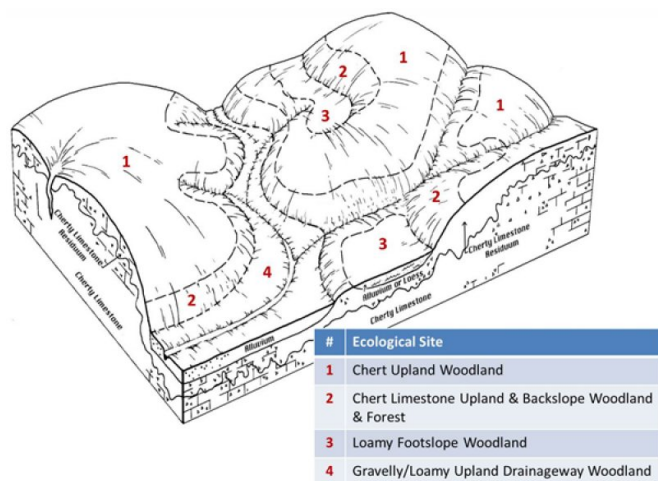 1
2
1
3
1
1
2
3
4
2
Cherty Limestone
Residuum
Cherty Limestone
Cherty Limestone
Residuum
Alluvium or Loess
Cherty Limestone
Alluvium
# Ecological Site
1 Chert Upland Woodland
2 Chert Limestone Upland & Backslope Woodland
& Forest
3 Loamy Footslope Woodland
4 Gravelly/Loamy Upland Drainageway Woodland